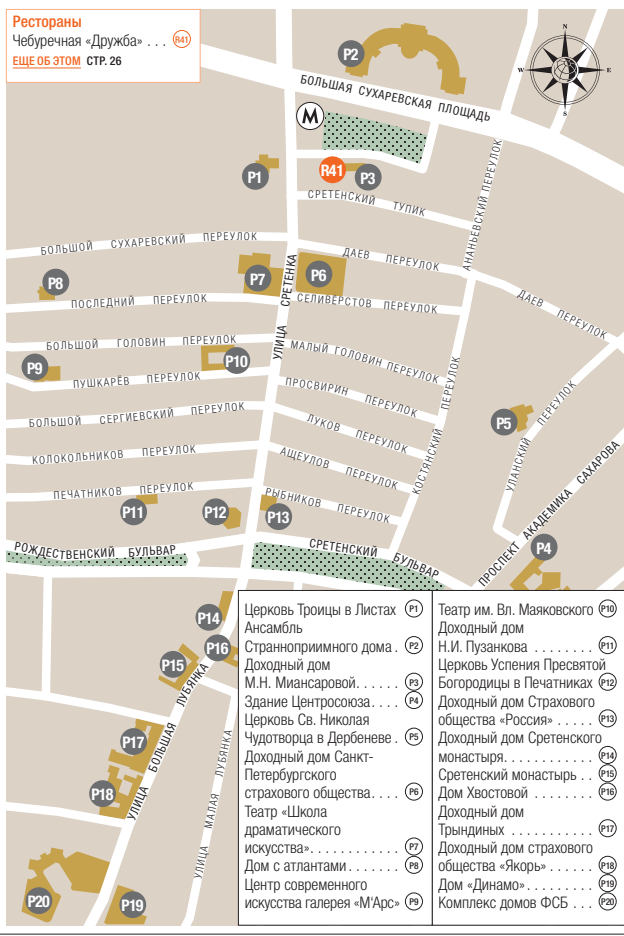 Рестораны
Чебуречная «Дружба» . . . R41
ЕЩЕ ОБ ЭТОМ СТР. 26
N
W
E
S
P2
БОЛЬШАЯ СУХАРЕВСКАЯ ПЛОЩАДЬ
М
P1
R41
P3
СРЕТЕНСКИЙ ТУПИК
АНАНЬЕВСКИЙ ПЕРЕУЛОК
БОЛЬШОЙ СУХАРЕВСКИЙ ПЕРЕУЛОК
ДАЕВ ПЕРЕУЛОК
ДАЕВ ПЕРЕУЛОК
P8
P7
P6
УЛИЦА СРЕТЕНКА
ПОСЛЕДНИЙ ПЕРЕУЛОК
СЕЛИВЕРСТОВ ПЕРЕУЛОК
БОЛЬШОЙ ГОЛОВИН ПЕРЕУЛОК
МАЛЫЙ ГОЛОВИН ПЕРЕУЛОК
P9
P10
ПУШКАРЁВ ПЕРЕУЛОК
ПРОСВИРИН ПЕРЕУЛОК
КОСТЯНСКИЙ ПЕРЕУЛОК
БОЛЬШОЙ СЕРГИЕВСКИЙ ПЕРЕУЛОК
ЛУКОВ ПЕРЕУЛОК
P5
УЛАНСКИЙ ПЕРЕУЛОК
КОЛОКОЛЬНИКОВ ПЕРЕУЛОК
АЩЕУЛОВ ПЕРЕУЛОК
ПЕЧАТНИКОВ ПЕРЕУЛОК
РЫБНИКОВ ПЕРЕУЛОК
P11
P12
P13
ПРОСПЕКТ АКАДЕМИКА САХАРОВА
P4
РОЖДЕСТВЕНСКИЙ БУЛЬВАР
СРЕТЕНСКИЙ БУЛЬВАР
P14
P16
P15
P17
P18
УЛИЦА БОЛЬШАЯ ЛУБЯНКА
УЛИЦА МАЛАЯ ЛУБЯНКА
P20
P19
Церковь Троицы в Листах P1
Ансамбль
Странноприимного дома . P2
Доходный дом
М.Н. Миансаровой. . . . . . P3
Здание Центросоюза. . . . P4
Церковь Св. Николая
Чудотворца в Дербеневе . P5
Доходный дом Санкт-
Петербургского
страхового общества. . . . P6
Театр «Школа
драматического
искусства». . . . . . . . . . . . P7
Дом с атлантами . . . . . . . P8
Центр современного
искусства галерея «М'Арс» P9
Театр им. Вл. Маяковского P10
Доходный дом
Н.И. Пузанкова . . . . . . . . P11
Церковь Успения Пресвятой
Богородицы в Печатниках P12
Доходный дом Страхового
общества «Россия» . . . . . P13
Доходный дом Сретенского
монастыря. . . . . . . . . . . . P14
Сретенский монастырь . . P15
Дом Хвостовой . . . . . . . . P16
Доходный дом
Трындиных . . . . . . . . . . . P17
Доходный дом страхового
общества «Якорь» . . . . . . P18
Дом «Динамо» . . . . . . . . . P19
Комплекс домов ФСБ . . . P20